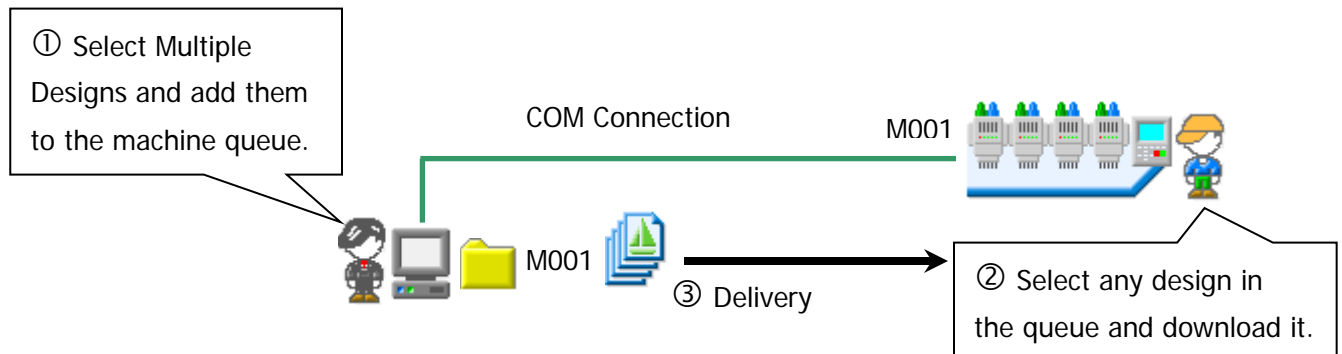 ① Select Multiple
Designs and add them
to the machine queue.
COM Connection
M001
M001
③ Delivery
② Select any design in
the queue and download it.